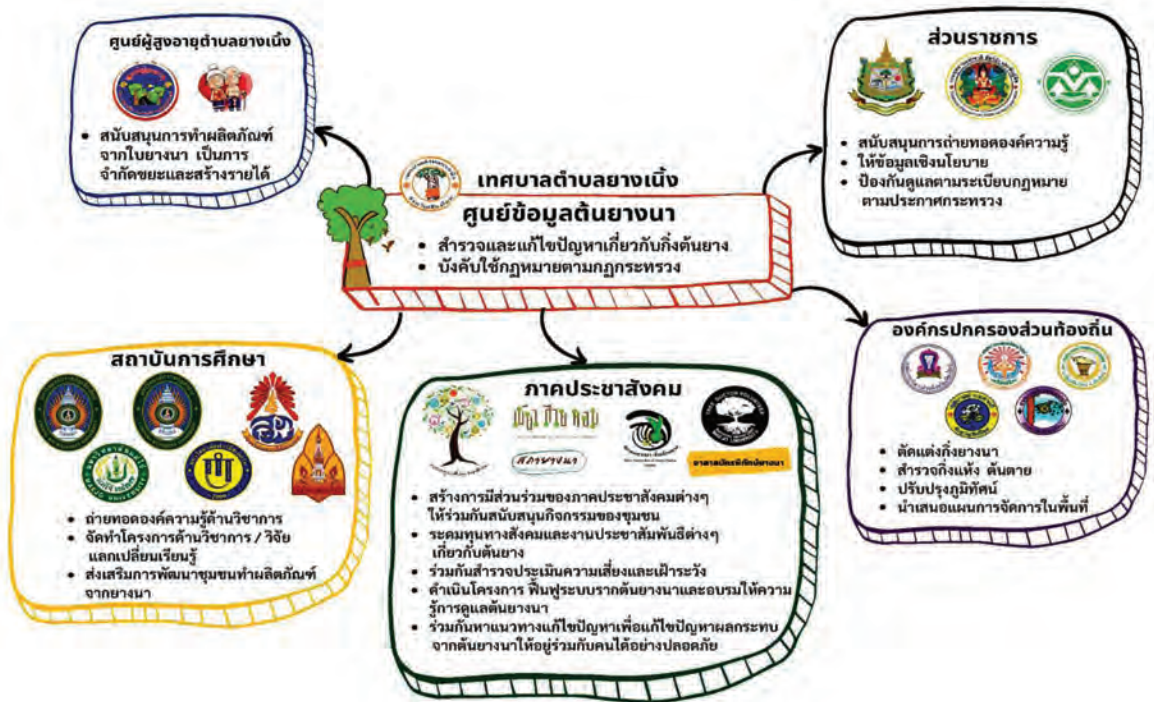 ศูนย์ผู้สูงอายุตำบลยางเนิ้ง
• สนับสนุนการทำผลิตภัณฑ์
จากใบยางนา เป็นการ
จำกัดขยะและสร้างรายได้
ส่วนราชการ
• สนับสนุนการถ่ายทอดองค์ความรู้
• ให้ข้อมูลเชิงนโยบาย
• ป้องกันดูแลตามระเบียบกฎหมาย
ตามประกาศกระทรวง
เทศบาลตำบลยางเนิ้ง
ศูนย์ข้อมูลต้นยางนา
• สำรวจและแก้ไขปัญหาเกี่ยวกับกิ่งต้นยาง
• บังคับใช้กฎหมายตามกฎกระทรวง
สถาบันการศึกษา
• ถ่ายทอดองค์ความรู้ด้านวิชาการ
• จัดทำโครงการด้านวิชาการ / วิจัย
แลกเปลี่ยนเรียนรู้
• ส่งเสริมการพัฒนาชุมชนทำผลิตภัณฑ์
จากยางนา
ภาคประชาสังคม
สภายางนา
อาสาสมัครพิทักษ์ยางนา
• สร้างการมีส่วนร่วมของภาคประชาสังคมต่างๆ
ให้ร่วมกันสนับสนุนกิจกรรมของชุมชน
• ระดมทุนทางสังคมและงานประชาสัมพันธ์ต่างๆ
เกี่ยวกับต้นยาง
• ร่วมกันสำรวจประเมินความเสี่ยงและเฝ้าระวัง
• ดำเนินโครงการ ฟื้นฟูระบบรากต้นยางนาและอบรมให้ความ
รู้การดูแลต้นยางนา
• ร่วมกันหาแนวทางแก้ไขปัญหาเพื่อแก้ไขปัญหาผลกระทบ
จากต้นยางนาให้อยู่ร่วมกับคนได้อย่างปลอดภัย
องค์กรปกครองส่วนท้องถิ่น
• ตัดแต่งกิ่งยางนา
• สำรวจกิ่งแห้ง ต้นตาย
• ปรับปรุงภูมิทัศน์
• นำเสนอแผนการจัดการในพื้นที่